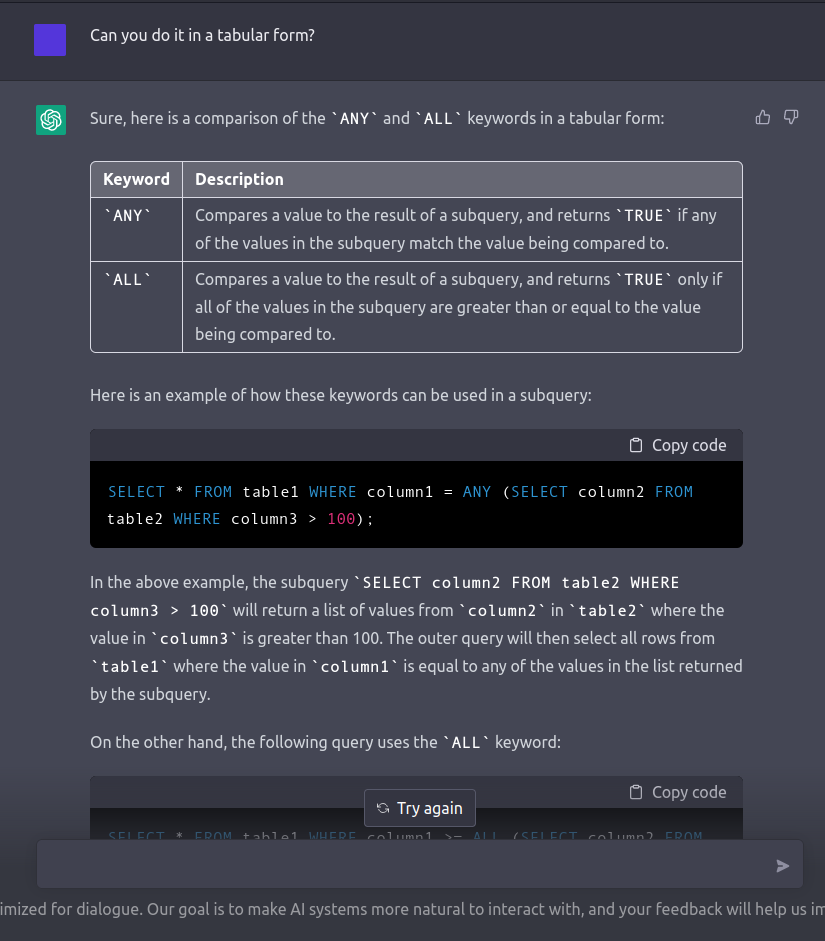 Can you do it in a tabular form?
Sure, here is a comparison of the `ANY` and `ALL` keywords in a tabular form:
Keyword Description
`ANY` Compares a value to the result of a subquery, and returns `TRUE` if any
of the values in the subquery match the value being compared to.
`ALL` Compares a value to the result of a subquery, and returns `TRUE` only if
all of the values in the subquery are greater than or equal to the value
being compared to.
Here is an example of how these keywords can be used in a subquery:
Copy code
SELECT * FROM table1 WHERE column1 = ANY (SELECT column2 FROM
table2 WHERE column3 > 100);
In the above example, the subquery `SELECT column2 FROM table2 WHERE
column3 > 100` will return a list of values from `column2` in `table2` where the
value in `column3` is greater than 100. The outer query will then select all rows from
`table1` where the value in `column1` is equal to any of the values in the list returned
by the subquery.
On the other hand, the following query uses the `ALL` keyword:
Copy code
Try again
SELECT * FROM table1 WHERE column1 >= ALL (SELECT column2 FROM
imized for dialogue. Our goal is to make AI systems more natural to interact with, and your feedback will help us im